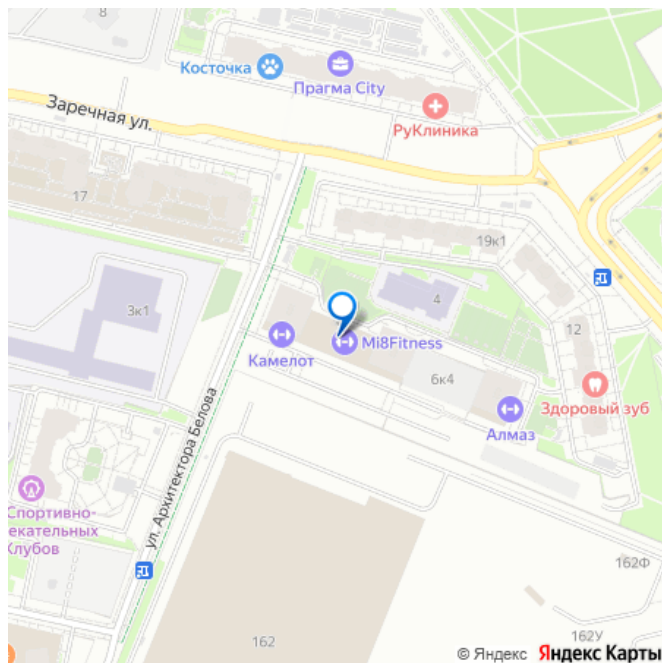 8
Косточка
Прагма City
РуКлиника
Заречная ул.
17
19к1
4
3к1
12
Mi8Fitness
Камелот
6к4
Здоровый зуб
Алмаз
ул. Архитектора Белова
Спортивно-
екательных
Клубов
162Ф
162
162У
© Яндекс Яндекс Карты